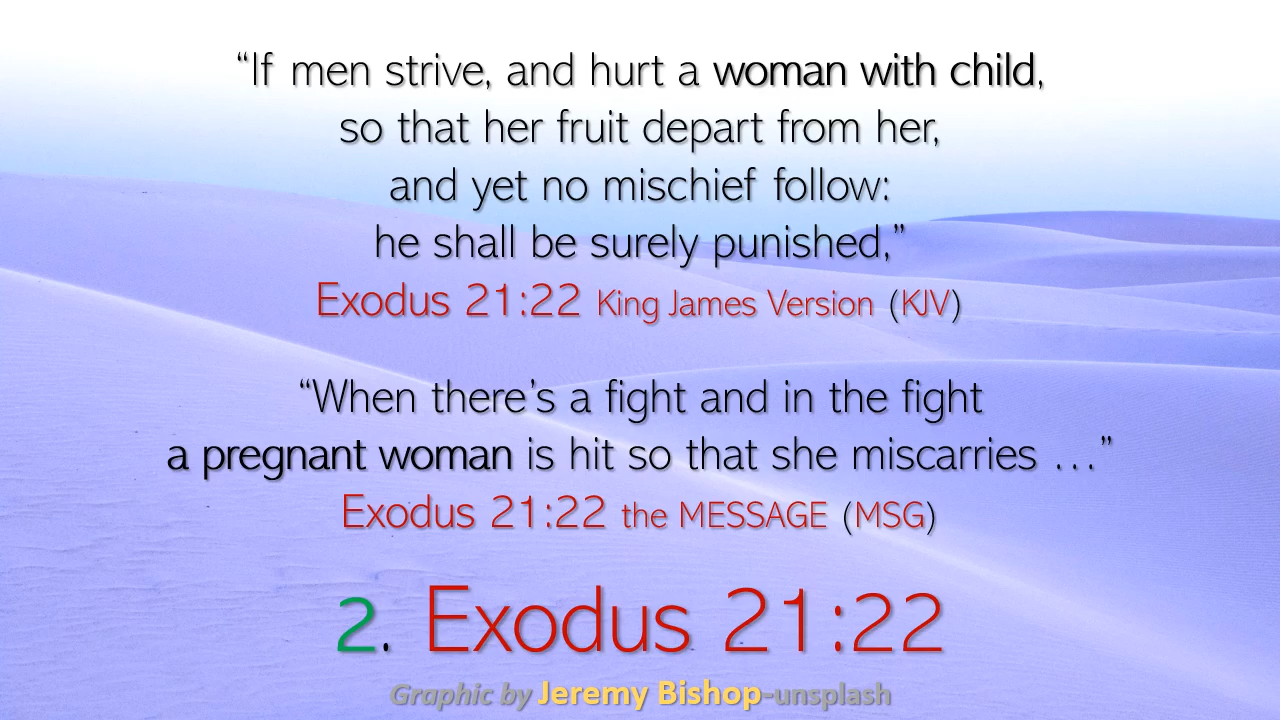 “If men strive, and hurt a woman with child,
so that her fruit depart from her,
and yet no mischief follow:
he shall be surely punished,”
Exodus 21:22 King James Version (KJV)
“When there’s a fight and in the fight
a pregnant woman is hit so that she miscarries …”
Exodus 21:22 the MESSAGE (MSG)
2. Exodus 21:22
Graphic by Jeremy Bishop-unsplash